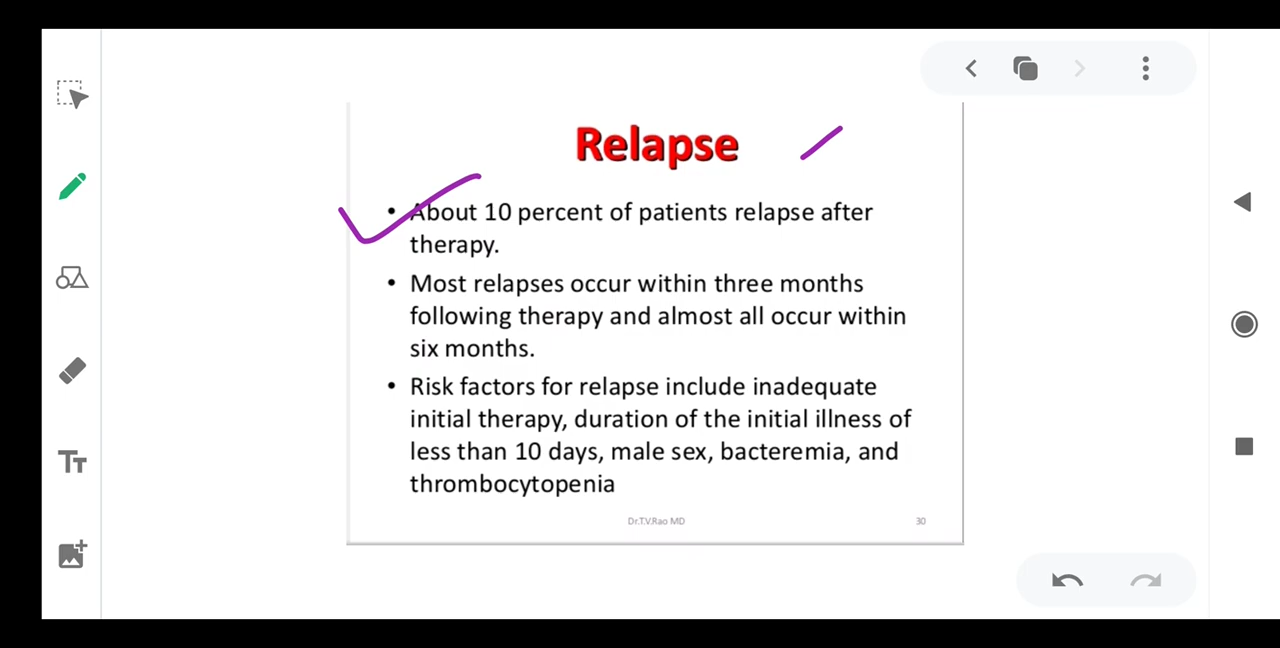 Relapse
• About 10 percent of patients relapse after
therapy.
• Most relapses occur within three months
following therapy and almost all occur within
six months.
• Risk factors for relapse include inadequate
initial therapy, duration of the initial illness of
less than 10 days, male sex, bacteremia, and
thrombocytopenia
Dr.T.V.Rao MD
30
TT